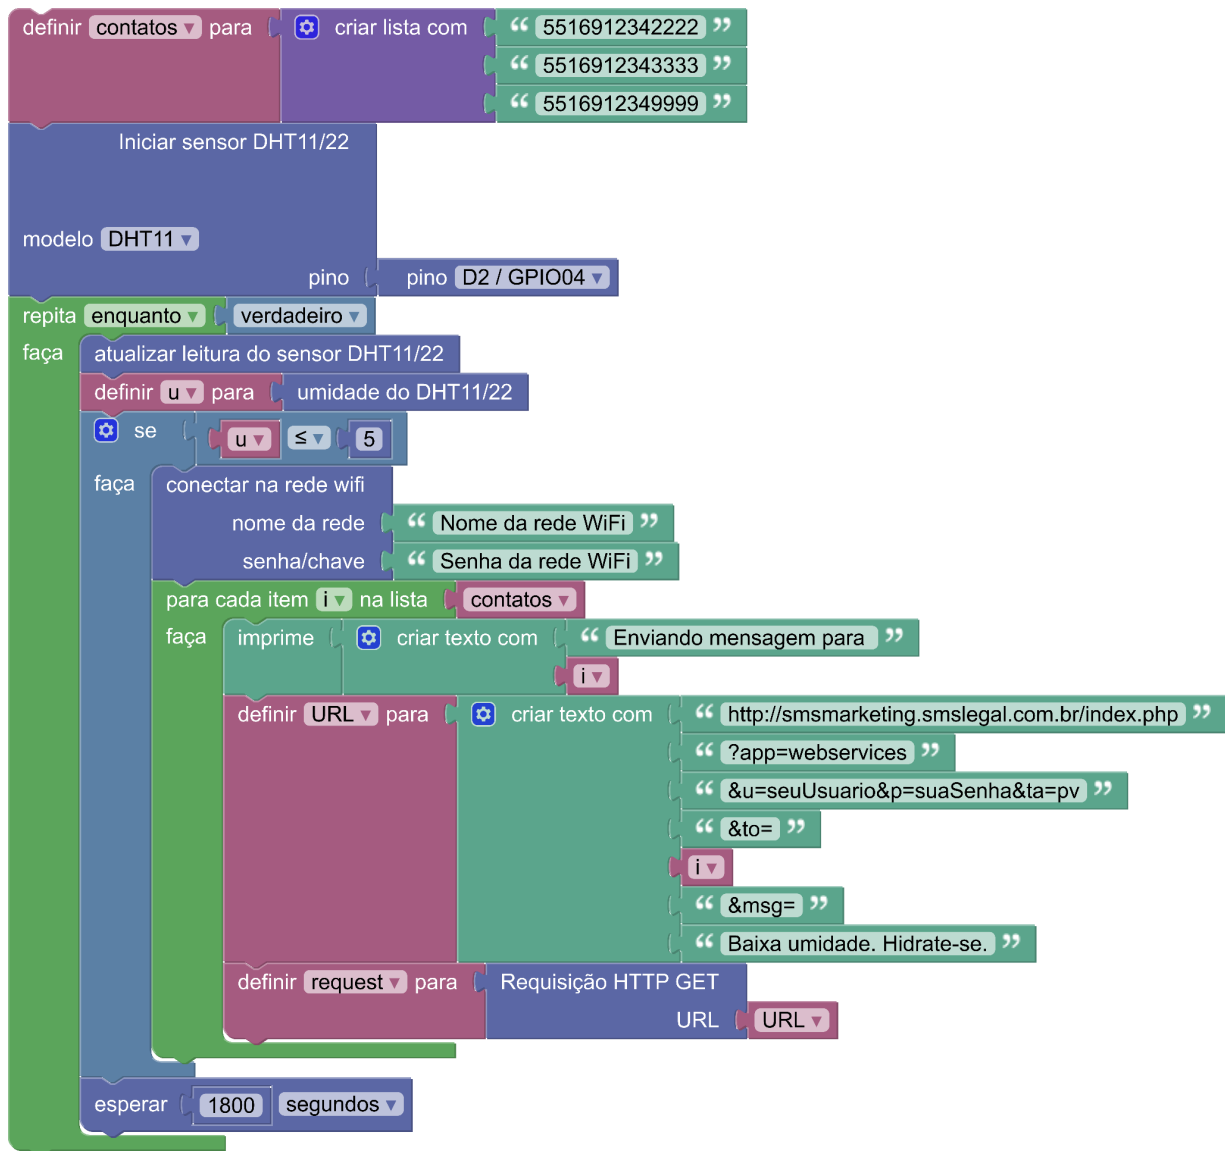 definir contatos para criar lista com “ 5516912342222 ”
“ 5516912343333 ”
“ 5516912349999 ”
Iniciar sensor DHT11/22
modelo DHT11
pino pino D2 / GPIO04
repita enquanto verdadeiro
faça atualizar leitura do sensor DHT11/22
definir u para umidade do DHT11/22
se u ≤ 5
faça conectar na rede wifi
nome da rede “ Nome da rede WiFi ”
senha/chave “ Senha da rede WiFi ”
para cada item i na lista contatos
faça imprime criar texto com “ Enviando mensagem para ”
i
definir URL para criar texto com “ http://smsmarketing.smslegal.com.br/index.php ”
“ ?app=webservices ”
“ &u=seuUsuario&p=suaSenha&ta=pv ”
“ &to= ”
i
“ &msg= ”
“ Baixa umidade. Hidrate-se. ”
definir request para Requisição HTTP GET
URL URL
esperar 1800 segundos